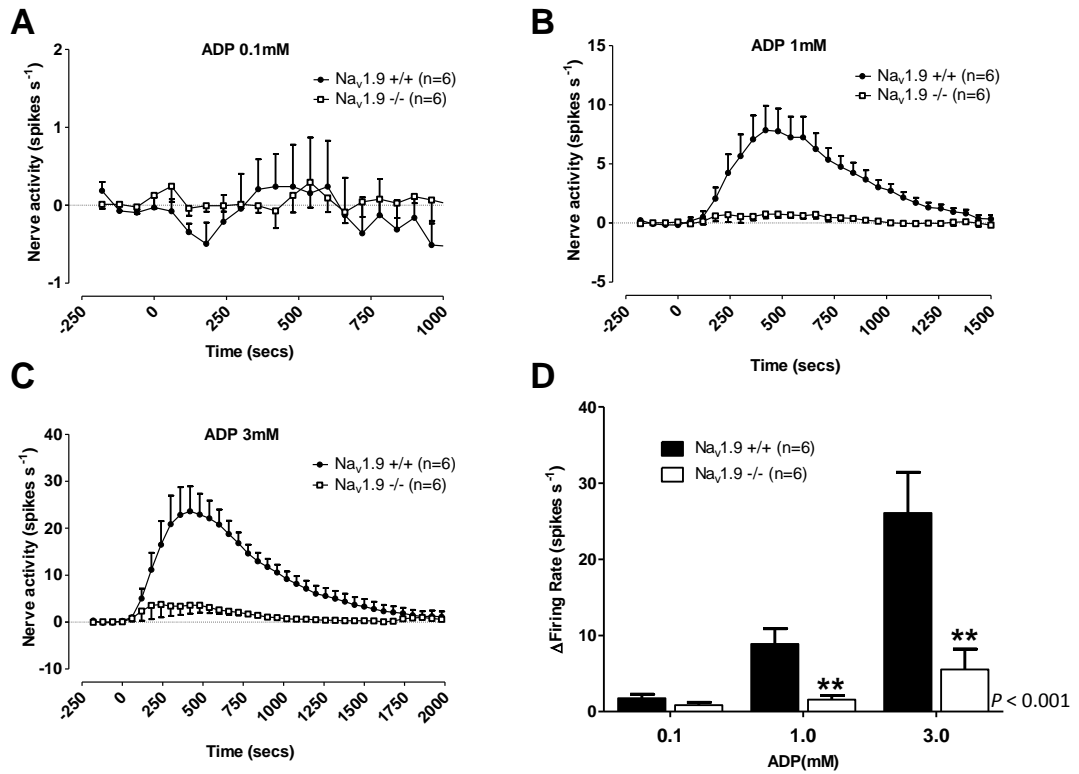 A
ADP 0.1mM
Nav1.9 +/+ (n=6)
Nav1.9 -/- (n=6)
Nerve activity (spikes s-1)
2
1
0
-1
-250
0
250
500
750
1000
Time (secs)
B
ADP 1mM
Nav1.9 +/+ (n=6)
Nav1.9 -/- (n=6)
Nerve activity (spikes s-1)
15
10
5
0
-5
-250
0
250
500
750
1000
1250
1500
Time (secs)
C
ADP 3mM
Nav1.9 +/+ (n=6)
Nav1.9 -/- (n=6)
Nerve activity (spikes s-1)
40
30
20
10
0
-10
-250
0
250
500
750
1000
1250
1500
1750
2000
Time (secs)
D
Nav1.9 +/+ (n=6)
Nav1.9 -/- (n=6)
ΔFiring Rate (spikes s-1)
40
30
20
10
0
**
**
P < 0.001
0.1
1.0
3.0
ADP(mM)